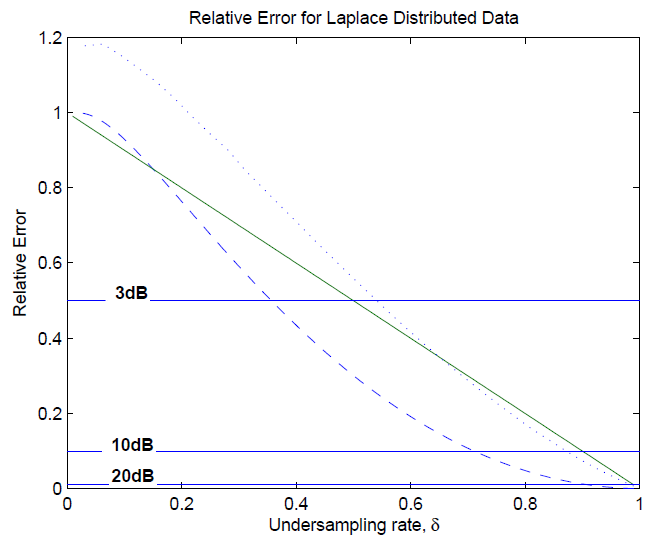 Relative Error for Laplace Distributed Data
1.2
1
0.8
0.6
0.4
0.2
0
Relative Error
3dB
10dB
20dB
0 0.2 0.4 0.6 0.8 1
Undersampling rate, δ